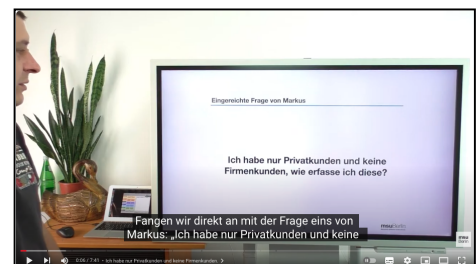 Eingereichte Frage von Markus
Ich habe nur Privatkunden und keine
Firmenkunden, wie erfasse ich diese?
Fangen wir direkt an mit der Frage eins von
Markus: „Ich habe nur Privatkunden und keine
0:06 / 7:41 • Ich habe nur Privatkunden und keine Firmenkunden.